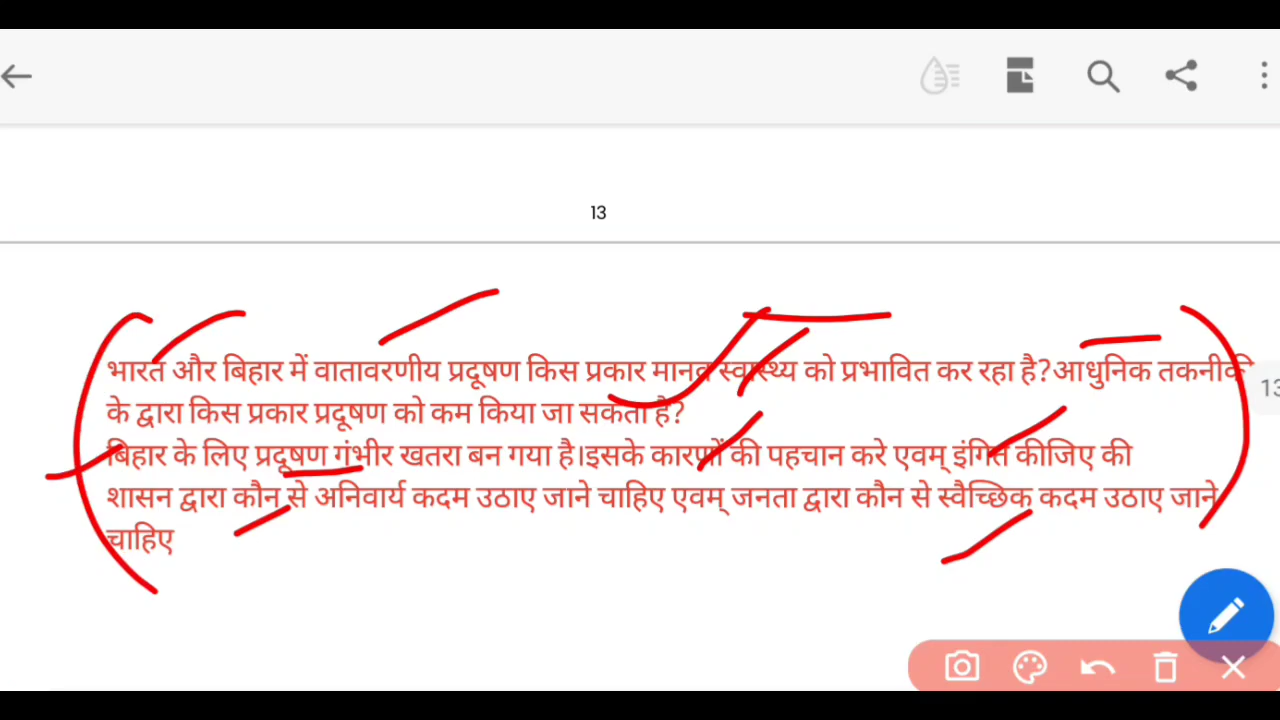 13
भारत और बिहार में वातावरणीय प्रदूषण किस प्रकार मानव स्वास्थ्य को प्रभावित कर रहा है?आधुनिक तकनीकी
13
के द्वारा किस प्रकार प्रदूषण को कम किया जा सकता है?
बिहार के लिए प्रदूषण गंभीर खतरा बन गया है।इसके कारणों की पहचान करे एवम् इंगित कीजिए की
शासन द्वारा कौन से अनिवार्य कदम उठाए जाने चाहिए एवम् जनता द्वारा कौन से स्वैच्छिक कदम उठाए जाने
चाहिए